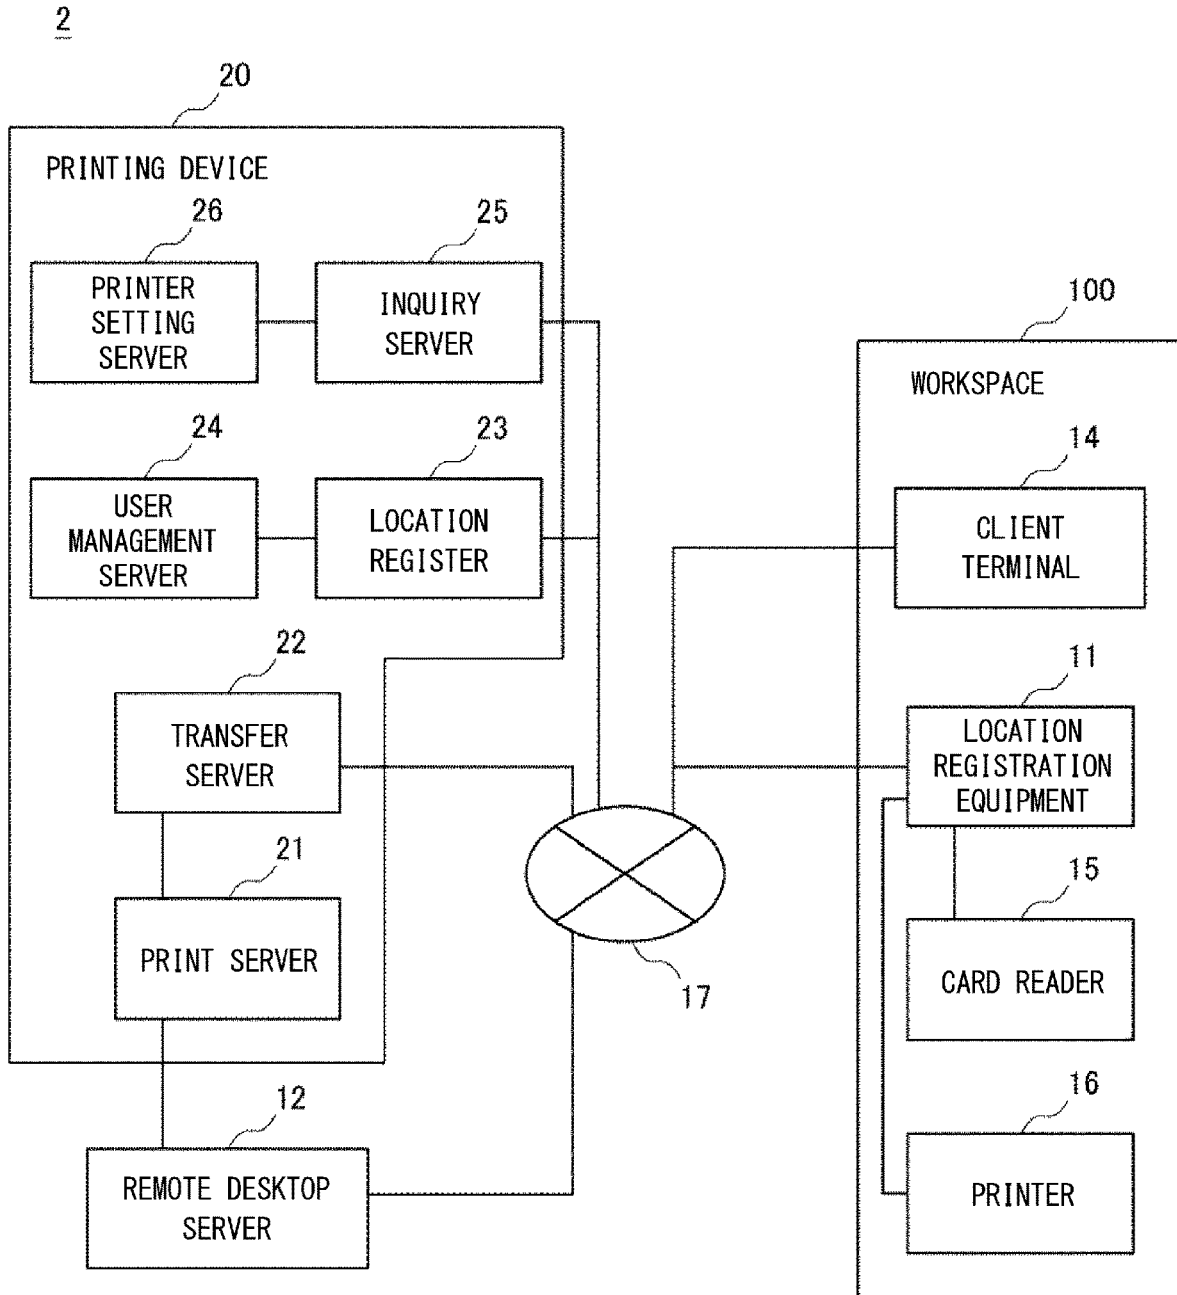 2
20
PRINTING DEVICE
26
25
PRINTER
SETTING
SERVER
INQUIRY
SERVER
24
23
USER
MANAGEMENT
SERVER
LOCATION
REGISTER
22
TRANSFER
SERVER
21
PRINT SERVER
12
REMOTE DESKTOP
SERVER
17
100
WORKSPACE
14
CLIENT
TERMINAL
11
LOCATION
REGISTRATION
EQUIPMENT
15
CARD READER
16
PRINTER